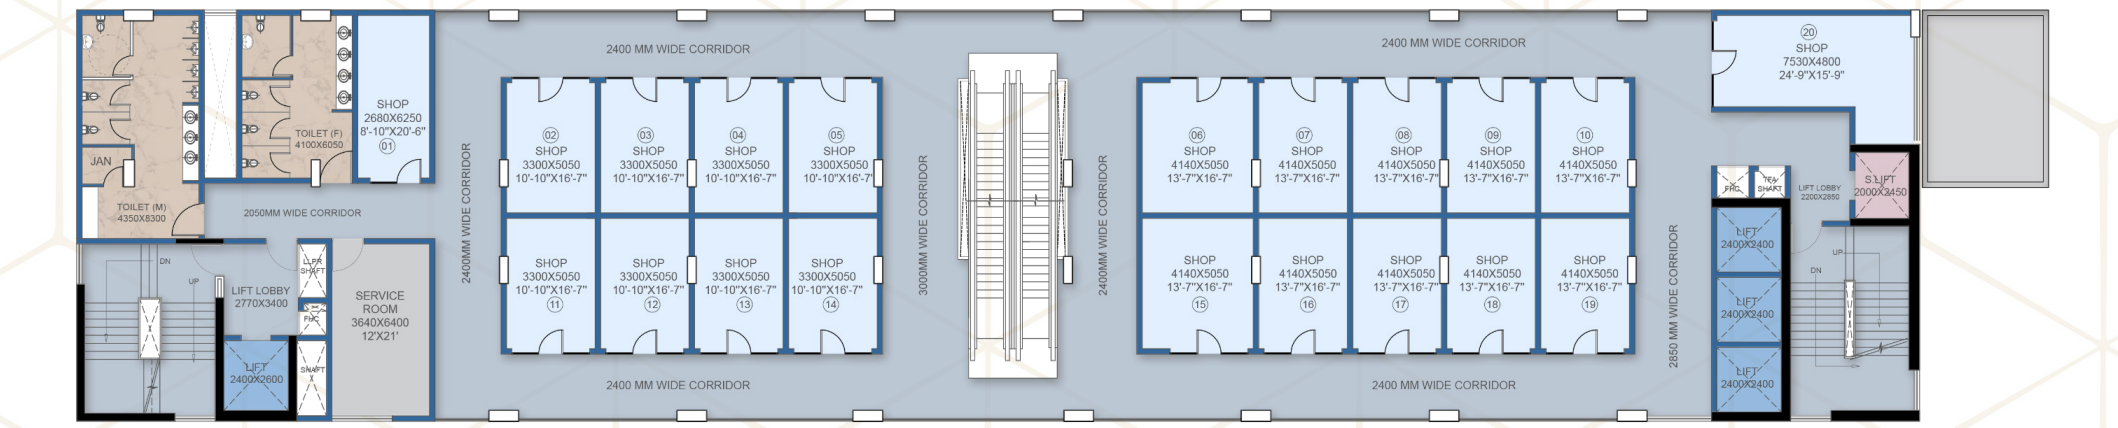 JAN
TOILET (M)
4350X8300
TOILET (F)
4100X6050
SHOP
2680X6250
8'-10"X20'-6"
01
2050MM WIDE CORRIDOR
DN
UP
LIFT LOBBY
2770X3400
LIFT
2400X2600
SHAFT
FHC
SHAFT
SERVICE
ROOM
3640X6400
12'X21'
2400MM WIDE CORRIDOR
2400 MM WIDE CORRIDOR
02
SHOP
3300X5050
10'-10"X16'-7"
03
SHOP
3300X5050
10'-10"X16'-7"
04
SHOP
3300X5050
10'-10"X16'-7"
05
SHOP
3300X5050
10'-10"X16'-7"
SHOP
3300X5050
10'-10"X16'-7"
11
SHOP
3300X5050
10'-10"X16'-7"
12
SHOP
3300X5050
10'-10"X16'-7"
13
SHOP
3300X5050
10'-10"X16'-7"
14
2400 MM WIDE CORRIDOR
3000MM WIDE CORRIDOR
2400MM WIDE CORRIDOR
2400 MM WIDE CORRIDOR
06
SHOP
4140X5050
13'-7"X16'-7"
07
SHOP
4140X5050
13'-7"X16'-7"
08
SHOP
4140X5050
13'-7"X16'-7"
09
SHOP
4140X5050
13'-7"X16'-7"
10
SHOP
4140X5050
13'-7"X16'-7"
SHOP
4140X5050
13'-7"X16'-7"
15
SHOP
4140X5050
13'-7"X16'-7"
16
SHOP
4140X5050
13'-7"X16'-7"
17
SHOP
4140X5050
13'-7"X16'-7"
18
SHOP
4140X5050
13'-7"X16'-7"
19
2400 MM WIDE CORRIDOR
2850 MM WIDE CORRIDOR
20
SHOP
7530X4800
24'-9"X15'-9"
FHC
SHAFT
LIFT LOBBY
2200X2850
S.LIFT
2000X2450
LIFT
2400X2400
LIFT
2400X2400
LIFT
2400X2400
UP
DN